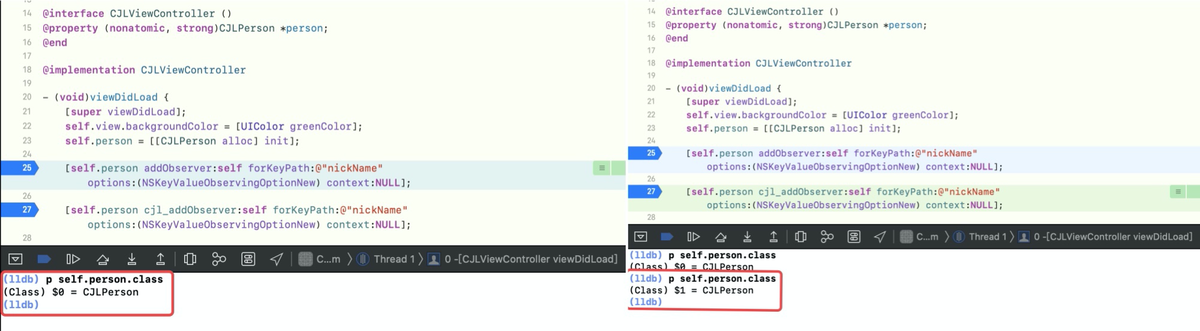 14 @interface CJLViewController ()
15 @property (nonatomic, strong)CJLPerson *person;
16 @end
17
18 @implementation CJLViewController
19
20 - (void)viewDidLoad {
21 [super viewDidLoad];
22 self.view.backgroundColor = [UIColor greenColor];
23 self.person = [[CJLPerson alloc] init];
24
25 [self.person addObserver:self forKeyPath:@"nickName"
options:(NSKeyValueObservingOptionNew) context:NULL];
26
27 [self.person cjl_addObserver:self forKeyPath:@"nickName"
options:(NSKeyValueObservingOptionNew) context:NULL];
28
C...m Thread 1 0 -[CJLViewController viewDidLoad]
(lldb) p self.person.class
(Class) $0 = CJLPerson
(lldb)
14 @interface CJLViewController ()
15 @property (nonatomic, strong)CJLPerson *person;
16 @end
17
18 @implementation CJLViewController
19
20 - (void)viewDidLoad {
21 [super viewDidLoad];
22 self.view.backgroundColor = [UIColor greenColor];
23 self.person = [[CJLPerson alloc] init];
24
25 [self.person addObserver:self forKeyPath:@"nickName"
options:(NSKeyValueObservingOptionNew) context:NULL];
26
27 [self.person cjl_addObserver:self forKeyPath:@"nickName"
options:(NSKeyValueObservingOptionNew) context:NULL];
28
C...m Thread 1 0 -[CJLViewController viewDidLoad]
(lldb) p self.person.class
(Class) $0 = CJLPerson
(lldb) p self.person.class
(Class) $1 = CJLPerson
(lldb)